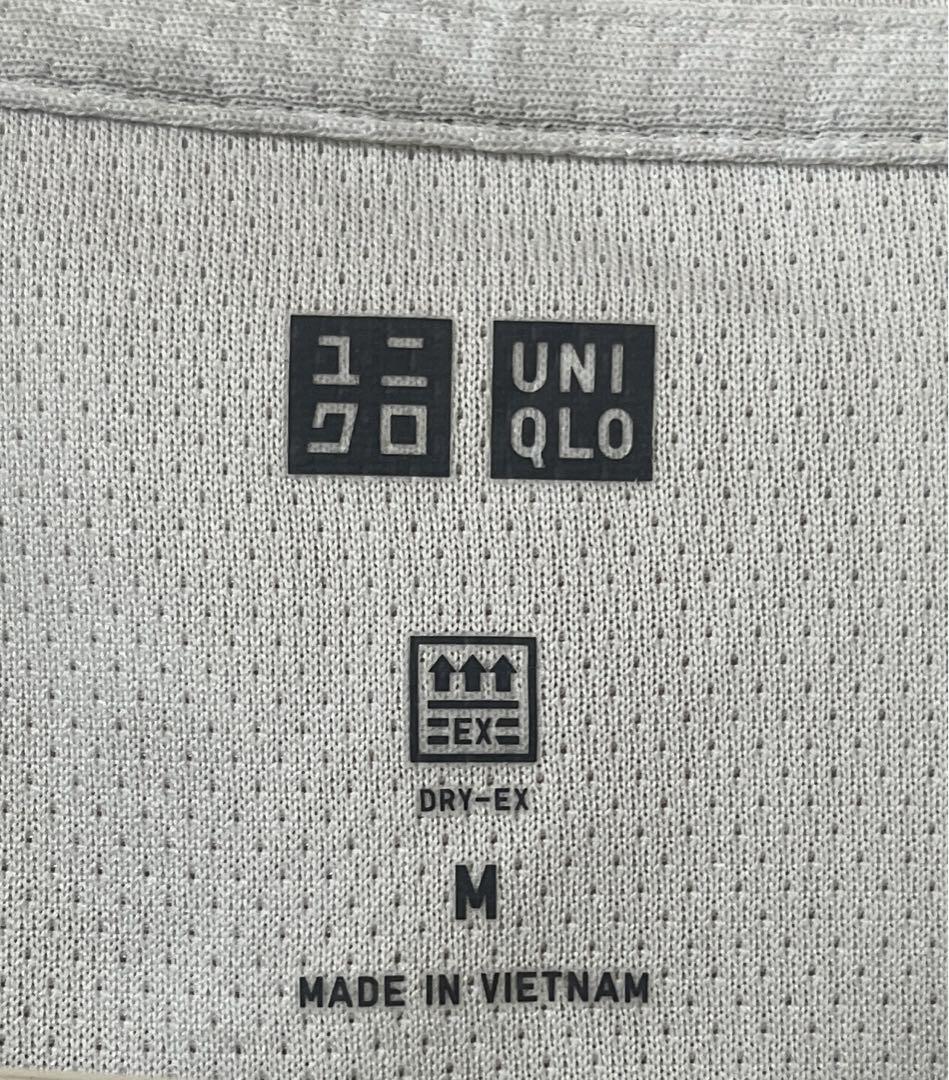 ユニ
クロ
UNI
QLO
EX
DRY-EX
M
MADE IN VIETNAM